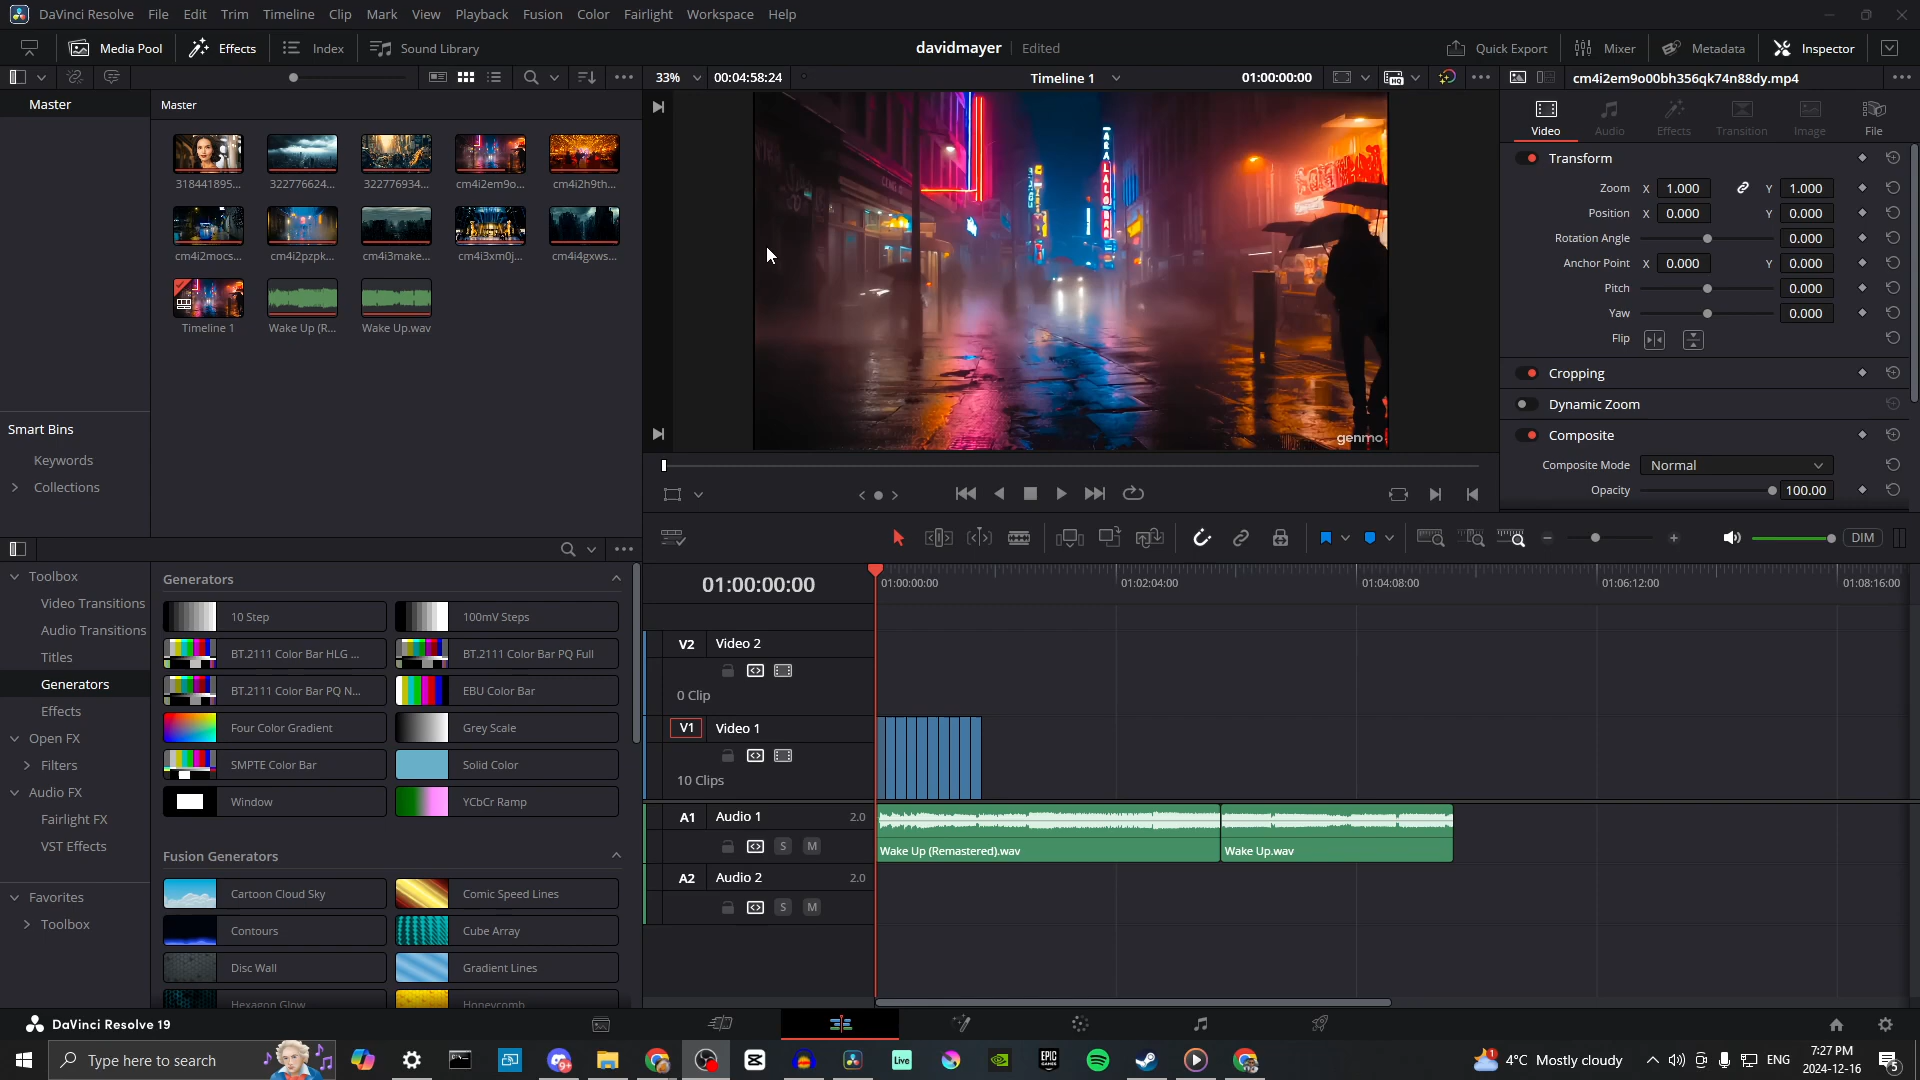 DaVinci Resolve File Edit Trim Timeline Clip Mark View Playback Fusion Color Fairlight Workspace Help
Media Pool Effects Index Sound Library davidmayer Edited Quick Export Mixer Metadata Inspector
33% 00:04:58:24 Timeline 1 01:00:00:00 cm4i2em9o00bh356qk74n88dy.mp4
Master
Master
318441895... 322776624... 322776934... cm4i2em9o... cm4i2h9th...
cm4i2mocs... cm4i2pzpk... cm4i3make... cm4i3xm0j... cm4i4gxws...
Timeline 1 Wake Up (R... Wake Up.wav
Smart Bins
Keywords
Collections
genmo
Video Audio Effects Transition Image File
Transform
Zoom X 1.000 Y 1.000
Position X 0.000 Y 0.000
Rotation Angle 0.000
Anchor Point X 0.000 Y 0.000
Pitch 0.000
Yaw 0.000
Flip
Cropping
Dynamic Zoom
Composite
Composite Mode Normal
Opacity 100.00
Toolbox
Video Transitions
Audio Transitions
Titles
Generators
Effects
Open FX
Filters
Audio FX
Fairlight FX
VST Effects
Favorites
Toolbox
Generators
10 Step 100mV Steps
BT.2111 Color Bar HLG ... BT.2111 Color Bar PQ Full
BT.2111 Color Bar PQ N... EBU Color Bar
Four Color Gradient Grey Scale
SMPTE Color Bar Solid Color
Window YCbCr Ramp
Fusion Generators
Cartoon Cloud Sky Comic Speed Lines
Contours Cube Array
Disc Wall Gradient Lines
Hexagon Glow Honeycomb
DIM
01:00:00:00 01:00:00:00 01:02:04:00 01:04:08:00 01:06:12:00 01:08:16:00
V2 Video 2
0 Clip
V1 Video 1
10 Clips
A1 Audio 1 2.0
S M
Wake Up (Remastered).wav Wake Up.wav
A2 Audio 2 2.0
S M
DaVinci Resolve 19
Type here to search
Live
EPIC GAMES
4°C Mostly cloudy ENG 7:27 PM
2024-12-16
5